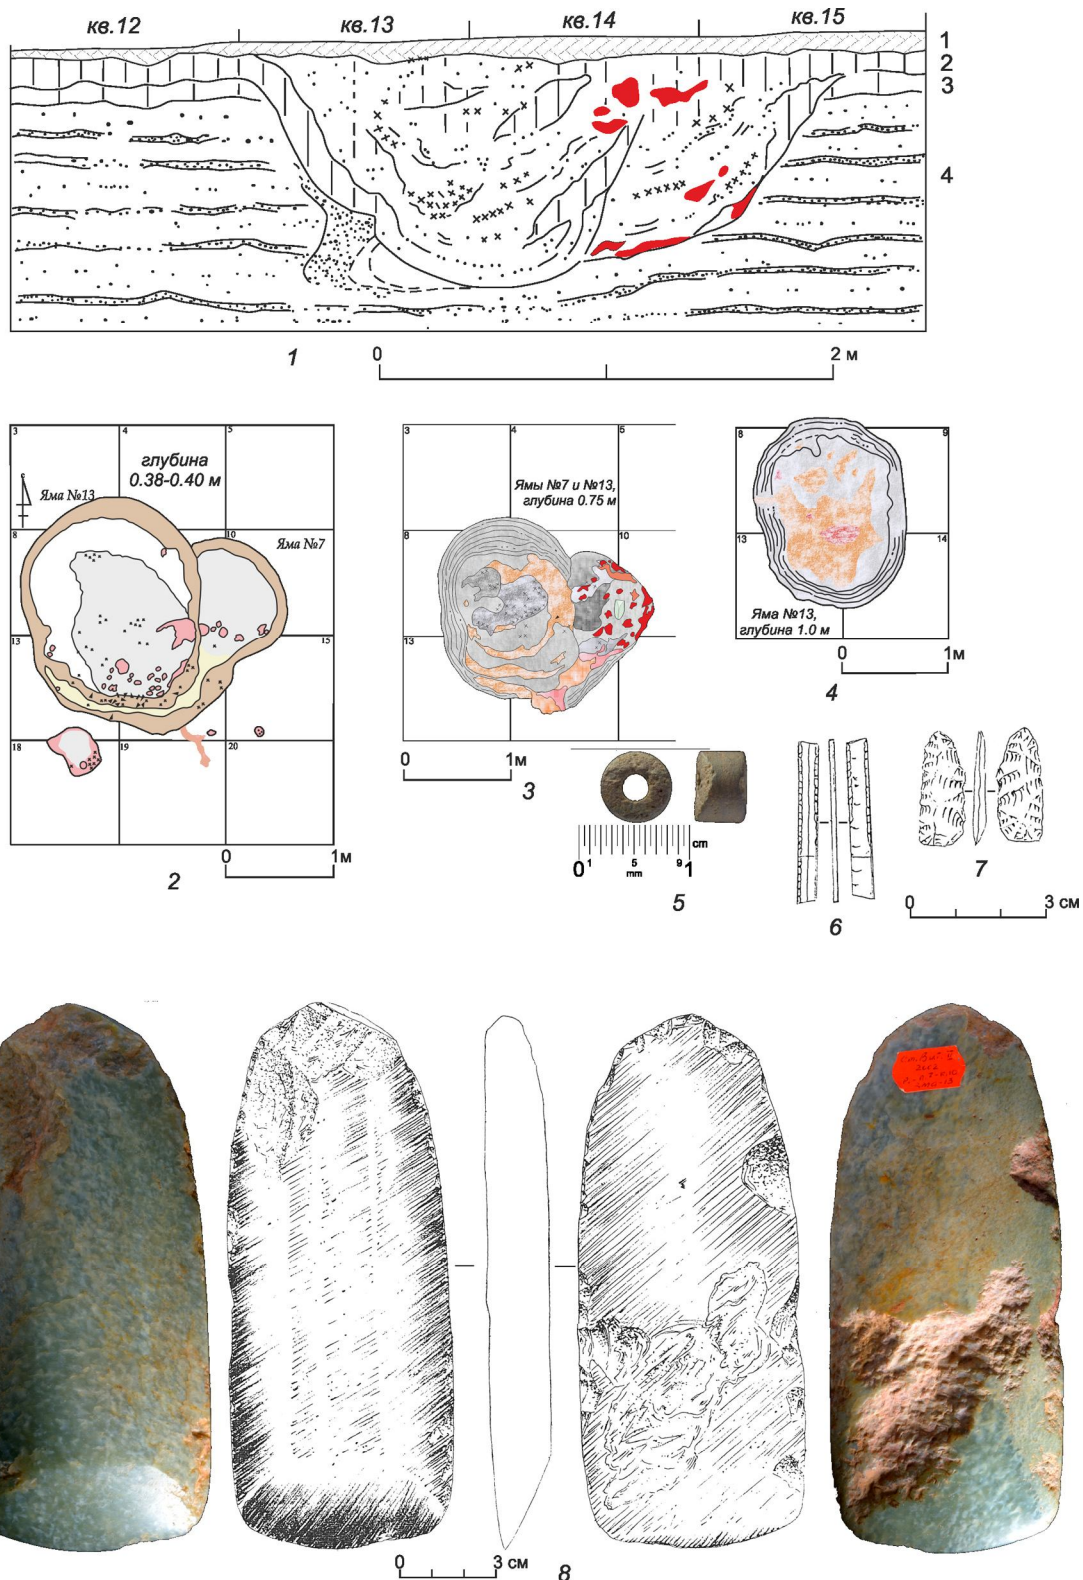 кв.12 кв.13 кв.14 кв.15
1
2
3
4
1
0 2 м
3 4 5
глубина
0.38-0.40 м
с
Яма №13
8 10
Яма №7
13 15
18 19 20
0 1м
2
3 4 5
Ямы №7 и №13,
глубина 0.75 м
8 10
13
0 1м
3
8 9
13 14
Яма №13,
глубина 1.0 м
0 1м
4
cm
0 1 5 9 1
mm
5
6
7
0 3 см
0 3 см
8